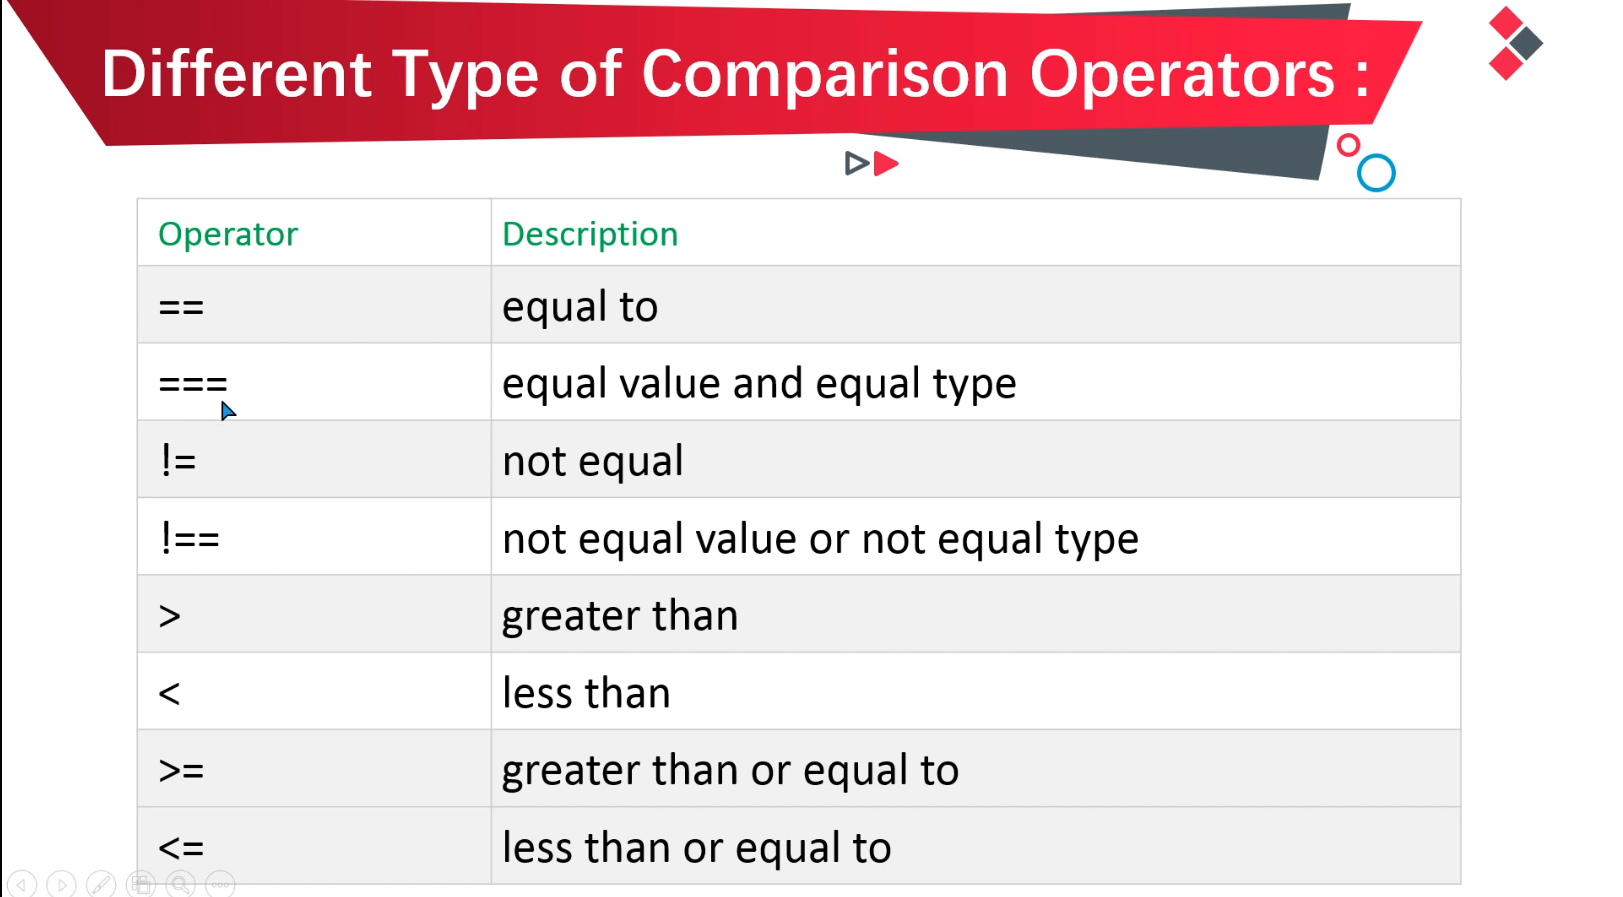 Different Type of Comparison Operators :
Operator Description
== equal to
=== equal value and equal type
!= not equal
!== not equal value or not equal type
> greater than
< less than
>= greater than or equal to
<= less than or equal to